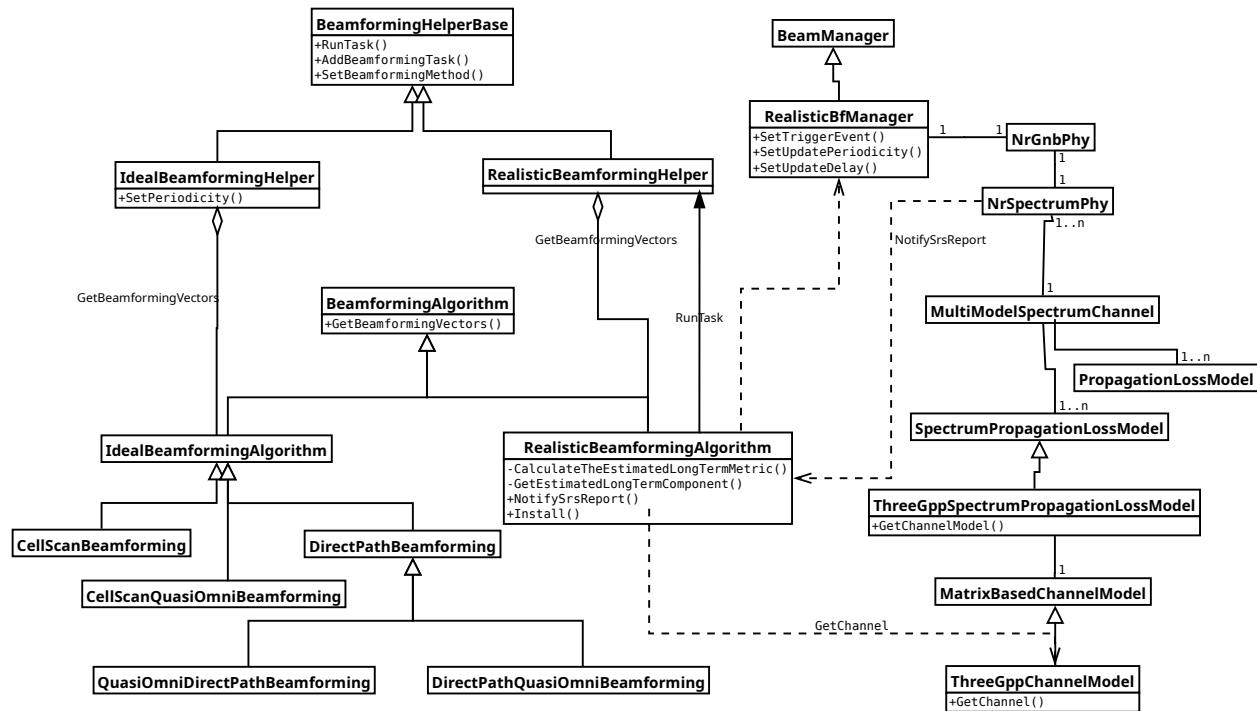 BeamformingHelperBase
+RunTask()
+AddBeamformingTask()
+SetBeamformingMethod()
BeamManager
RealisticBfManager
+SetTriggerEvent()
+SetUpdatePeriodicity()
+SetUpdateDelay()
1
1
NrGnbPhy
1
1
NrSpectrumPhy
1..n
IdealBeamformingHelper
+SetPeriodicity()
RealisticBeamformingHelper
GetBeamformingVectors
NotifySrsReport
GetBeamformingVectors
BeamformingAlgorithm
+GetBeamformingVectors()
RunTask
1
MultiModelSpectrumChannel
1..n
PropagationLossModel
1..n
SpectrumPropagationLossModel
IdealBeamformingAlgorithm
RealisticBeamformingAlgorithm
-CalculateTheEstimatedLongTermMetric()
-GetEstimatedLongTermComponent()
+NotifySrsReport()
+Install()
ThreeGppSpectrumPropagationLossModel
+GetChannelModel()
CellScanBeamforming
DirectPathBeamforming
1
MatrixBasedChannelModel
CellScanQuasiOmniBeamforming
GetChannel
QuasiOmniDirectPathBeamforming
DirectPathQuasiOmniBeamforming
ThreeGppChannelModel
+GetChannel()